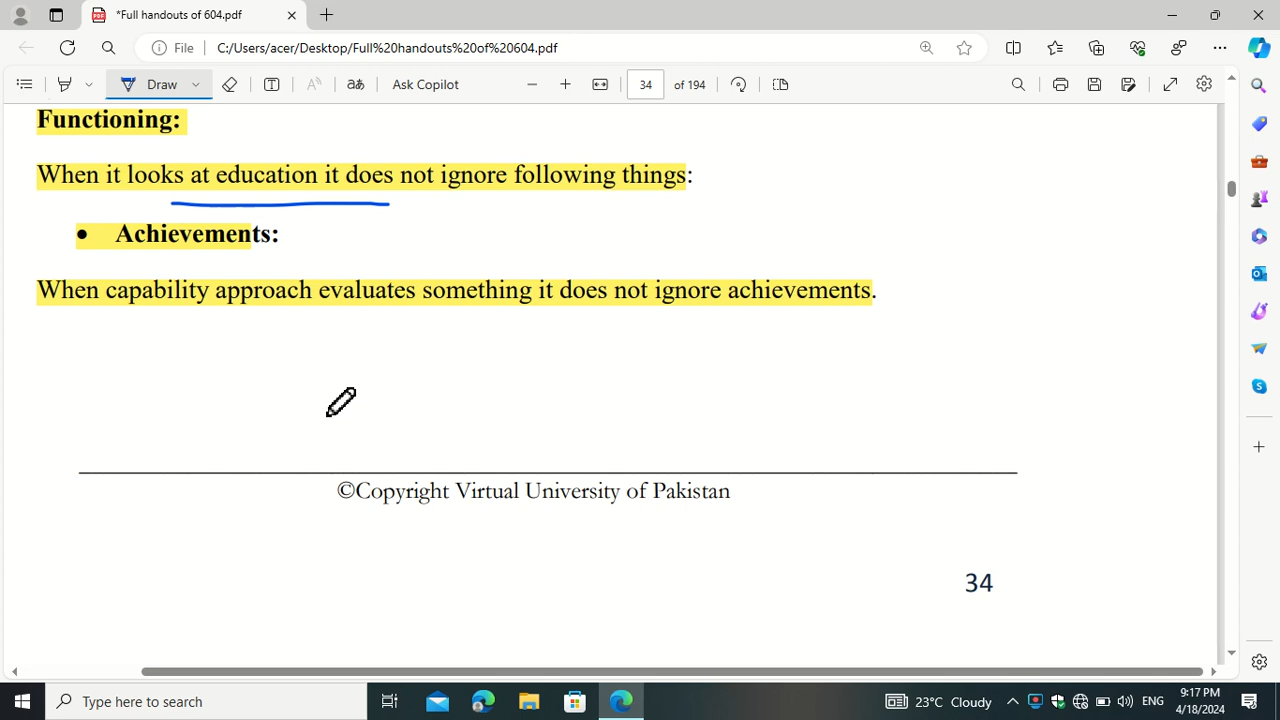 *Full handouts of 604.pdf
File C:/Users/acer/Desktop/Full%20handouts%20of%20604.pdf
Draw
Ask Copilot
34 of 194
Functioning:
When it looks at education it does not ignore following things:
• Achievements:
When capability approach evaluates something it does not ignore achievements.
©Copyright Virtual University of Pakistan
34
Type here to search
23°C Cloudy
ENG
9:17 PM
4/18/2024